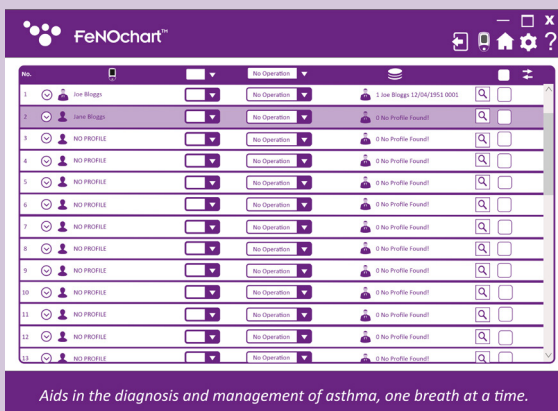 FeNOchart™
?
No. No Operation
1 Joe Bloggs No Operation 1 Joe Bloggs 12/04/1951 0001
2 Jane Bloggs No Operation 0 No Profile Found!
3 NO PROFILE No Operation 0 No Profile Found!
4 NO PROFILE No Operation 0 No Profile Found!
5 NO PROFILE No Operation 0 No Profile Found!
6 NO PROFILE No Operation 0 No Profile Found!
7 NO PROFILE No Operation 0 No Profile Found!
8 NO PROFILE No Operation 0 No Profile Found!
9 NO PROFILE No Operation 0 No Profile Found!
10 NO PROFILE No Operation 0 No Profile Found!
11 NO PROFILE No Operation 0 No Profile Found!
12 NO PROFILE No Operation 0 No Profile Found!
13 NO PROFILE No Operation 0 No Profile Found!
Aids in the diagnosis and management of asthma, one breath at a time.